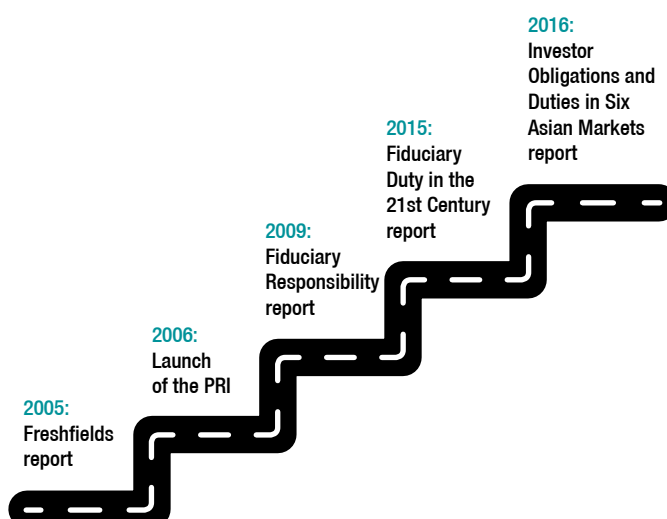 2005:
Freshfields
report
2006:
Launch
of the PRI
2009:
Fiduciary
Responsibility
report
2015:
Fiduciary
Duty in the
21st Century
report
2016:
Investor
Obligations and
Duties in Six
Asian Markets
report